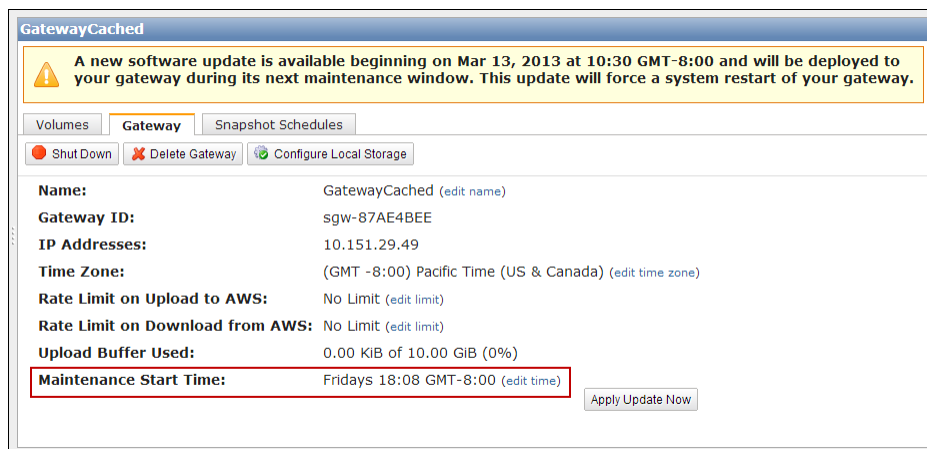 GatewayCached
A new software update is available beginning on Mar 13, 2013 at 10:30 GMT-8:00 and will be deployed to
your gateway during its next maintenance window. This update will force a system restart of your gateway.
Volumes Gateway Snapshot Schedules
Shut Down Delete Gateway Configure Local Storage
Name: GatewayCached (edit name)
Gateway ID: sgw-87AE4BEE
IP Addresses: 10.151.29.49
Time Zone: (GMT -8:00) Pacific Time (US & Canada) (edit time zone)
Rate Limit on Upload to AWS: No Limit (edit limit)
Rate Limit on Download from AWS: No Limit (edit limit)
Upload Buffer Used: 0.00 KiB of 10.00 GiB (0%)
Maintenance Start Time: Fridays 18:08 GMT-8:00 (edit time)
Apply Update Now